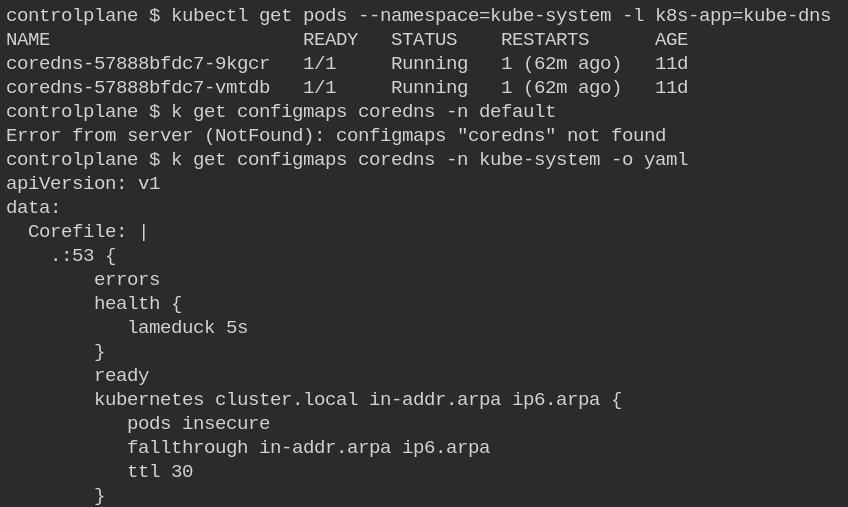 controlplane $ kubectl get pods --namespace=kube-system -l k8s-app=kube-dns
NAME                       READY   STATUS    RESTARTS      AGE
coredns-57888bfdc7-9kgcr   1/1     Running   1 (62m ago)   11d
coredns-57888bfdc7-vmtdb   1/1     Running   1 (62m ago)   11d
controlplane $ k get configmaps coredns -n default
Error from server (NotFound): configmaps "coredns" not found
controlplane $ k get configmaps coredns -n kube-system -o yaml
apiVersion: v1
data:
  Corefile: |
    .:53 {
        errors
        health {
           lameduck 5s
        }
        ready
        kubernetes cluster.local in-addr.arpa ip6.arpa {
           pods insecure
           fallthrough in-addr.arpa ip6.arpa
           ttl 30
        }